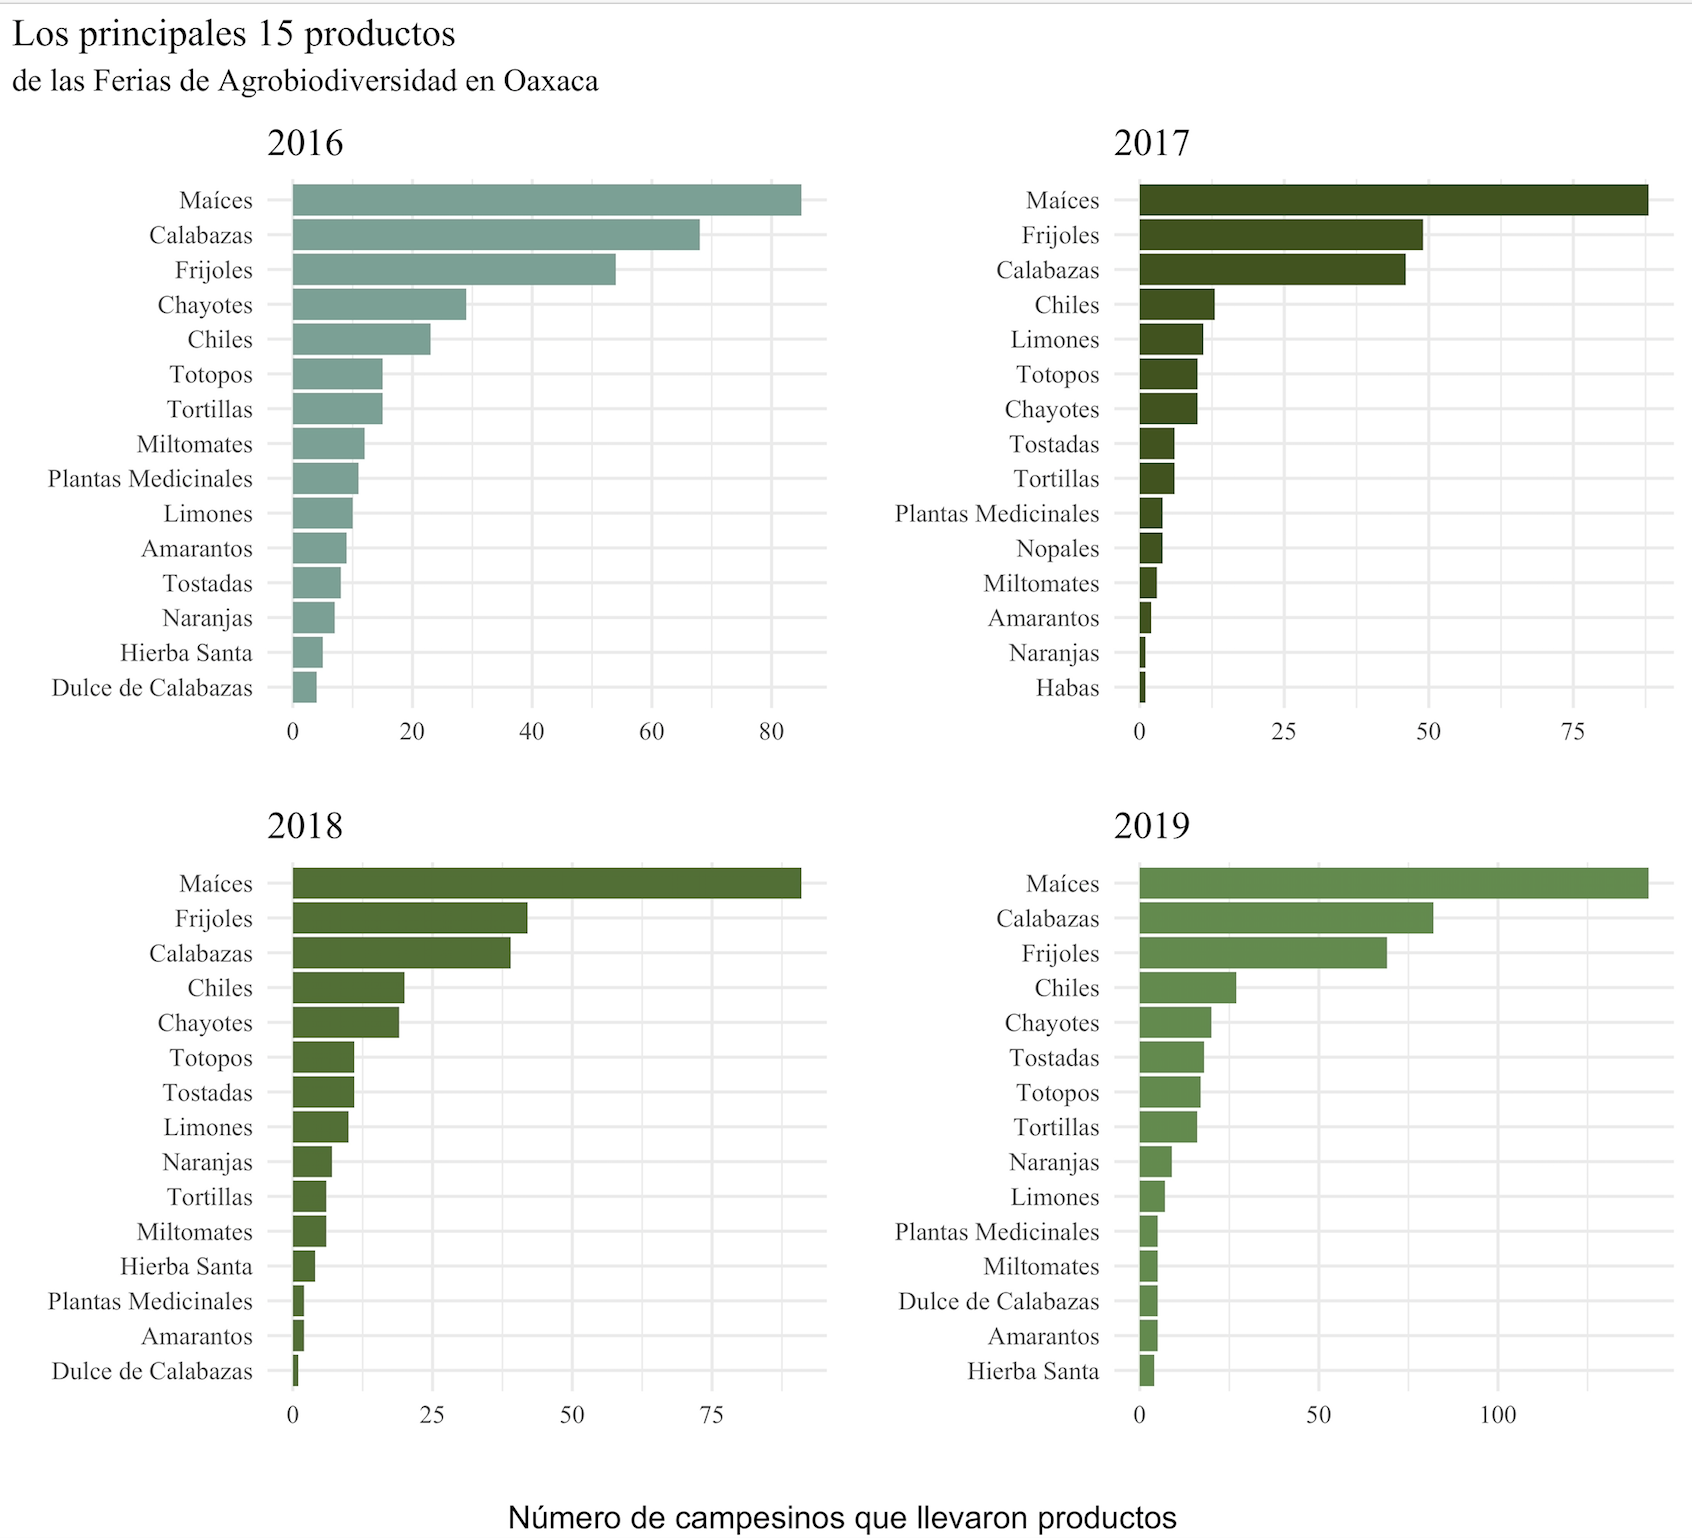 Los principales 15 productos
de las Ferias de Agrobiodiversidad en Oaxaca
2016
Maíces
Calabazas
Frijoles
Chayotes
Chiles
Totopos
Tortillas
Miltomates
Plantas Medicinales
Limones
Amarantos
Tostadas
Naranjas
Hierba Santa
Dulce de Calabazas
0 20 40 60 80
2017
Maíces
Frijoles
Calabazas
Chiles
Limones
Totopos
Chayotes
Tostadas
Tortillas
Plantas Medicinales
Nopales
Miltomates
Amarantos
Naranjas
Habas
0 25 50 75
2018
Maíces
Frijoles
Calabazas
Chiles
Chayotes
Totopos
Tostadas
Limones
Naranjas
Tortillas
Miltomates
Hierba Santa
Plantas Medicinales
Amarantos
Dulce de Calabazas
0 25 50 75
2019
Maíces
Calabazas
Frijoles
Chiles
Chayotes
Tostadas
Totopos
Tortillas
Naranjas
Limones
Plantas Medicinales
Miltomates
Dulce de Calabazas
Amarantos
Hierba Santa
0 50 100
Número de campesinos que llevaron productos